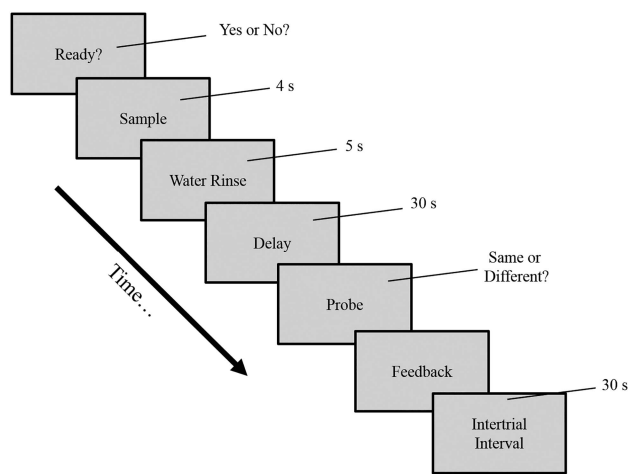 Yes or No?
Ready?
4 s
Sample
5 s
Water Rinse
30 s
Delay
Same or
Different?
Probe
Time...
Feedback
30 s
Intertrial
Interval